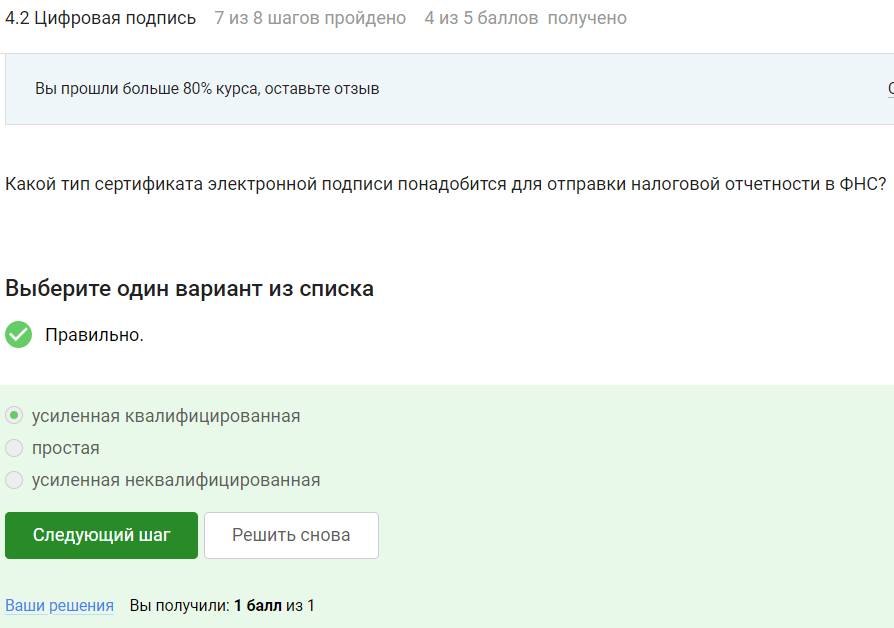 4.2 Цифровая подпись 7 из 8 шагов пройдено 4 из 5 баллов получено
Вы прошли больше 80% курса, оставьте отзыв
Какой тип сертификата электронной подписи понадобится для отправки налоговой отчетности в ФНС?
Выберите один вариант из списка
Правильно.
усиленная квалифицированная
простая
усиленная неквалифицированная
Следующий шаг Решить снова
Ваши решения Вы получили: 1 балл из 1